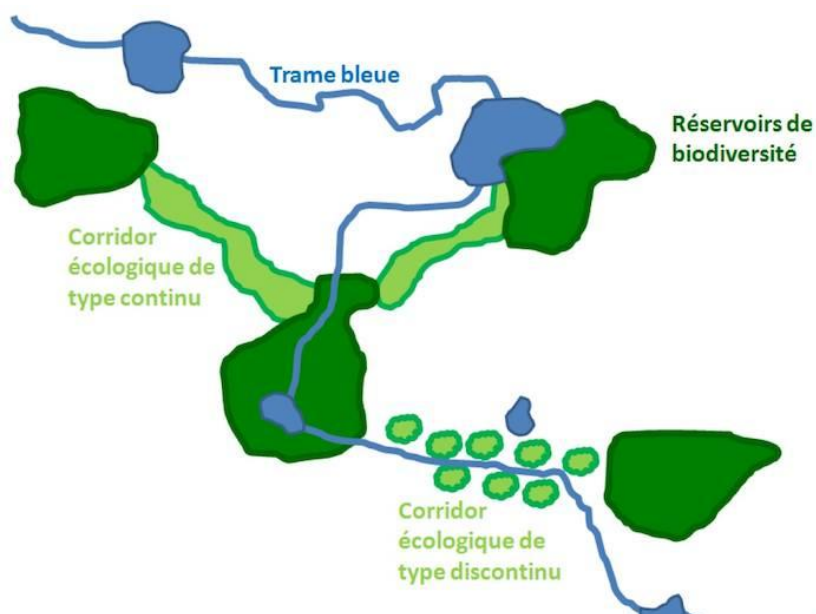 Trame bleue
Réservoirs de
biodiversité
Corridor
écologique de
type continu
Corridor
écologique de
type discontinu